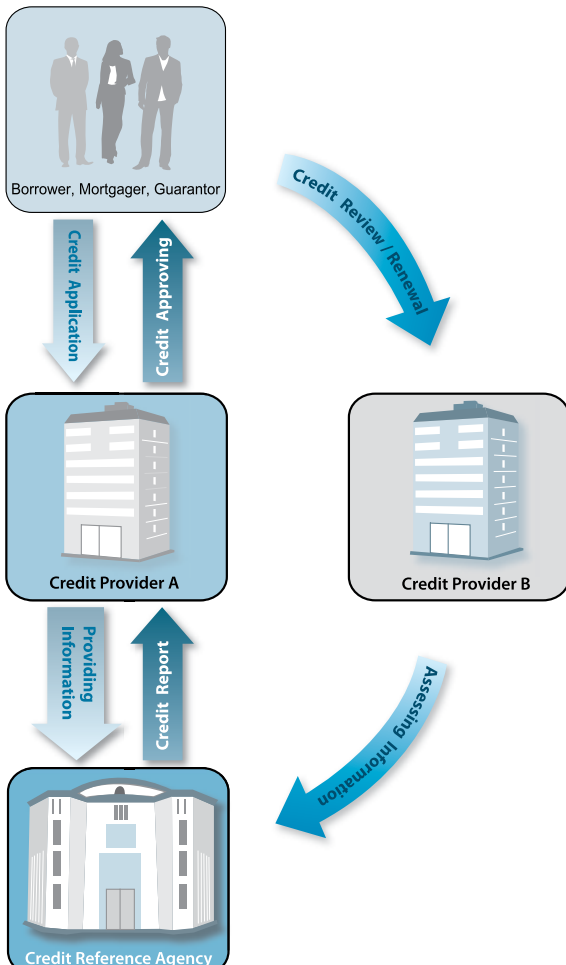 Borrower, Mortgager, Guarantor
Credit Review / Renewal
Credit Application
Credit Approving
Credit Provider A
Credit Provider B
Providing
Information
Credit Report
Assessing Information
Credit Reference Agency